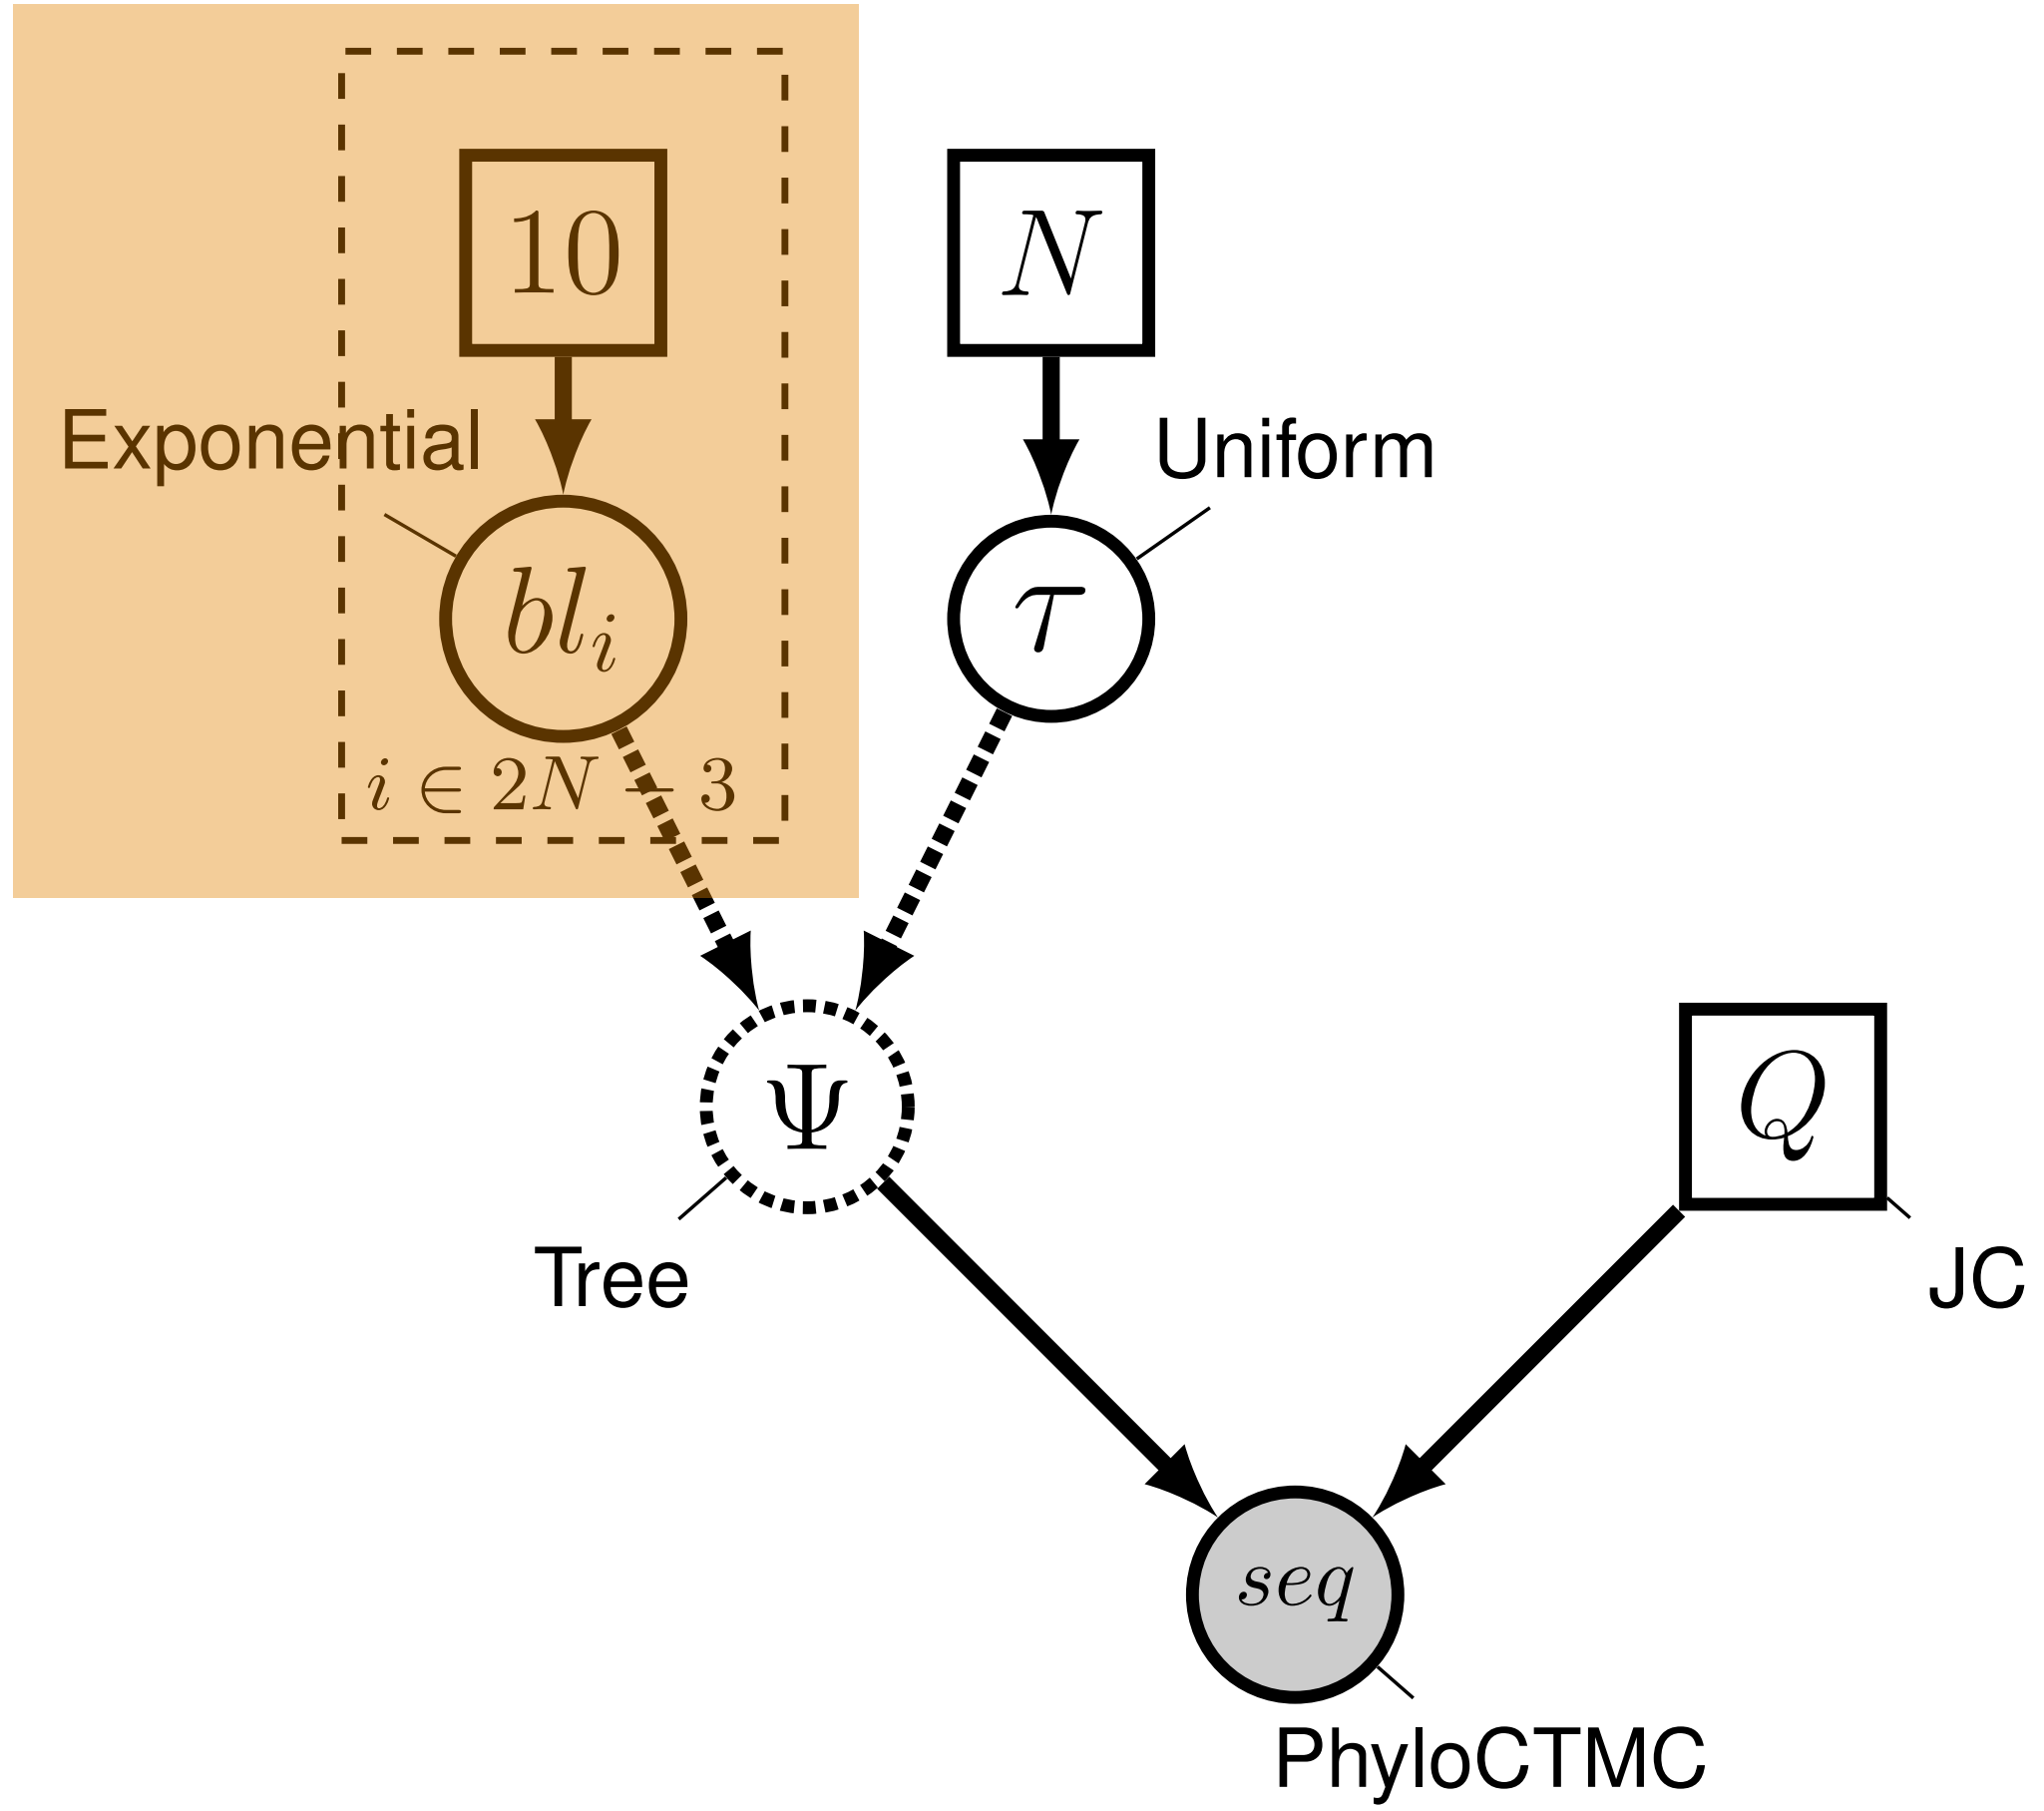 10
N
Exponential
Uniform
bl_i
τ
i ∈ 2N − 3
Ψ
Q
Tree
JC
seq
PhyloCTMC